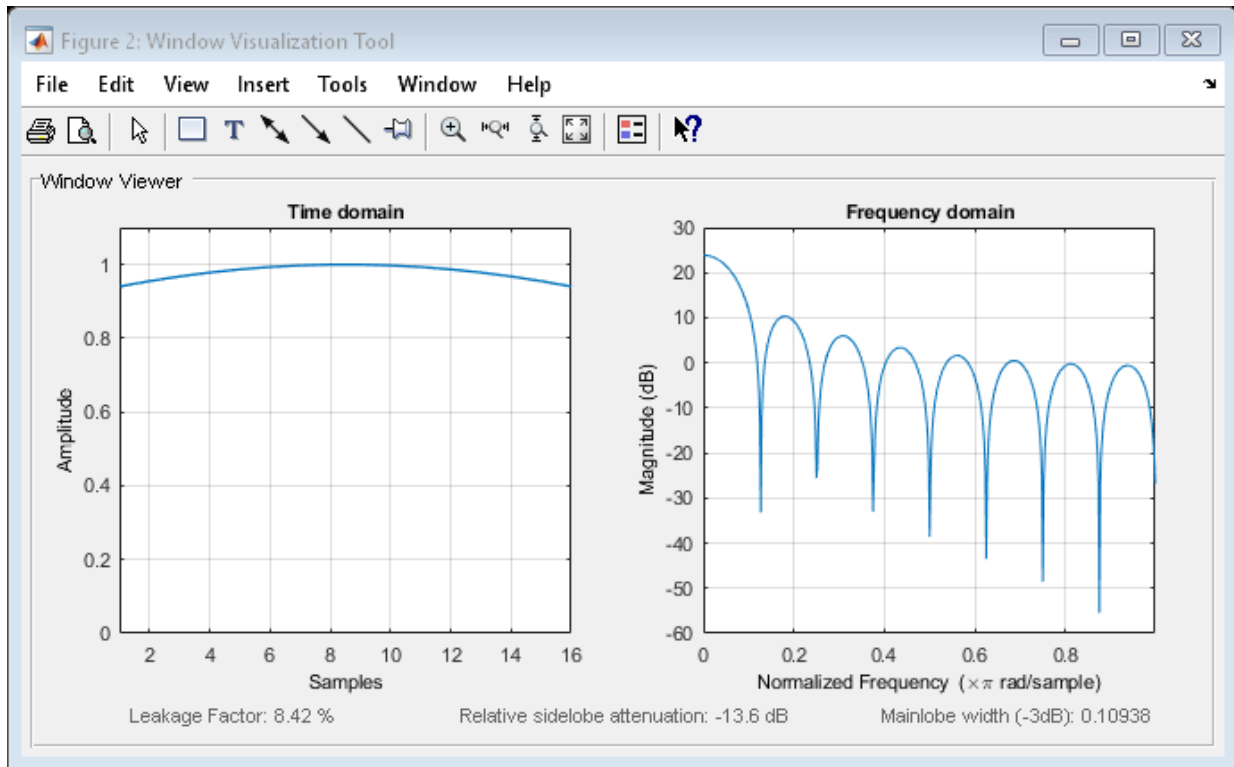 Figure 2: Window Visualization Tool
File Edit View Insert Tools Window Help
T
?
Window Viewer
Time domain
1
0.8
0.6
0.4
0.2
0
Amplitude
2 4 6 8 10 12 14 16
Samples
Frequency domain
30
20
10
0
-10
-20
-30
-40
-50
-60
Magnitude (dB)
0 0.2 0.4 0.6 0.8
Normalized Frequency (×π rad/sample)
Leakage Factor: 8.42 % Relative sidelobe attenuation: -13.6 dB Mainlobe width (-3dB): 0.10938